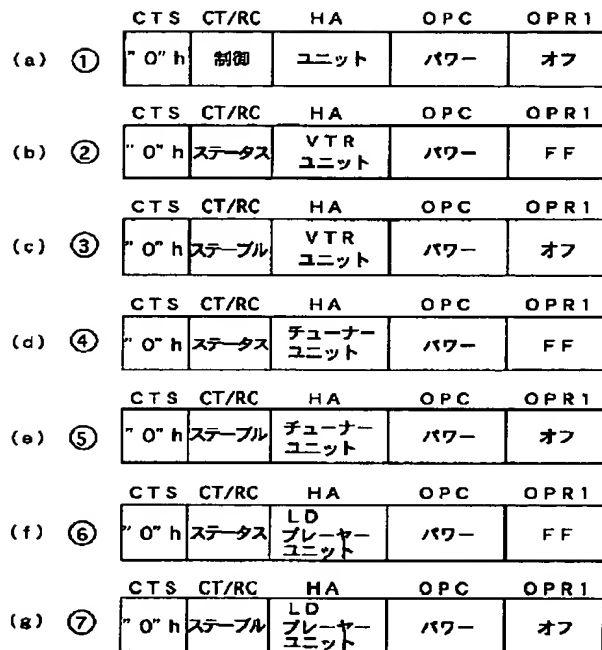 CTS CT/RC HA OPC OPR1
(a) ① "0"h 制御 ユニット パワー オフ
CTS CT/RC HA OPC OPR1
(b) ② "0"h ステータス VTR ユニット パワー FF
CTS CT/RC HA OPC OPR1
(c) ③ "0"h ステーブル VTR ユニット パワー オフ
CTS CT/RC HA OPC OPR1
(d) ④ "0"h ステータス チューナー ユニット パワー FF
CTS CT/RC HA OPC OPR1
(e) ⑤ "0"h ステーブル チューナー ユニット パワー オフ
CTS CT/RC HA OPC OPR1
(f) ⑥ "0"h ステータス LD プレーヤー ユニット パワー FF
CTS CT/RC HA OPC OPR1
(g) ⑦ "0"h ステーブル LD プレーヤー ユニット パワー オフ